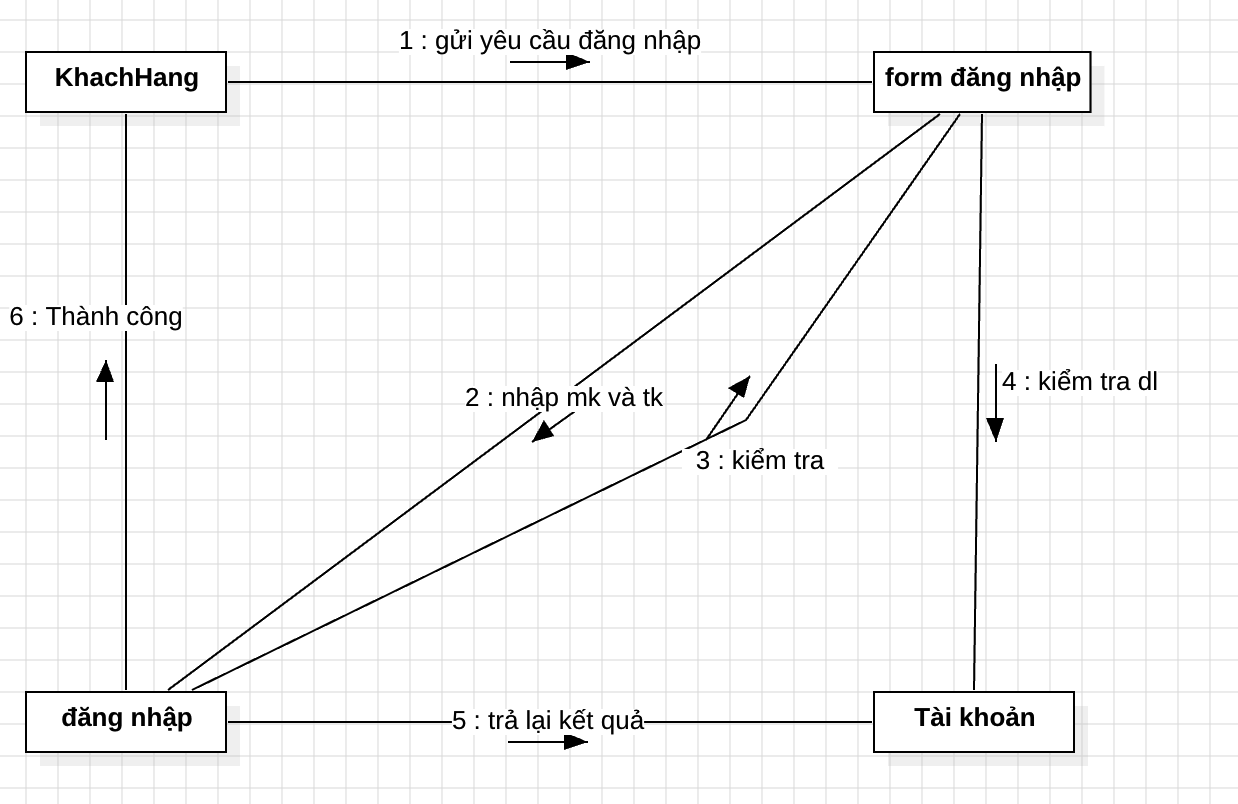 1 : gửi yêu cầu đăng nhập
KhachHang
form đăng nhập
6 : Thành công
2 : nhập mk và tk
4 : kiểm tra dl
3 : kiểm tra
đăng nhập
5 : trả lại kết quả
Tài khoản